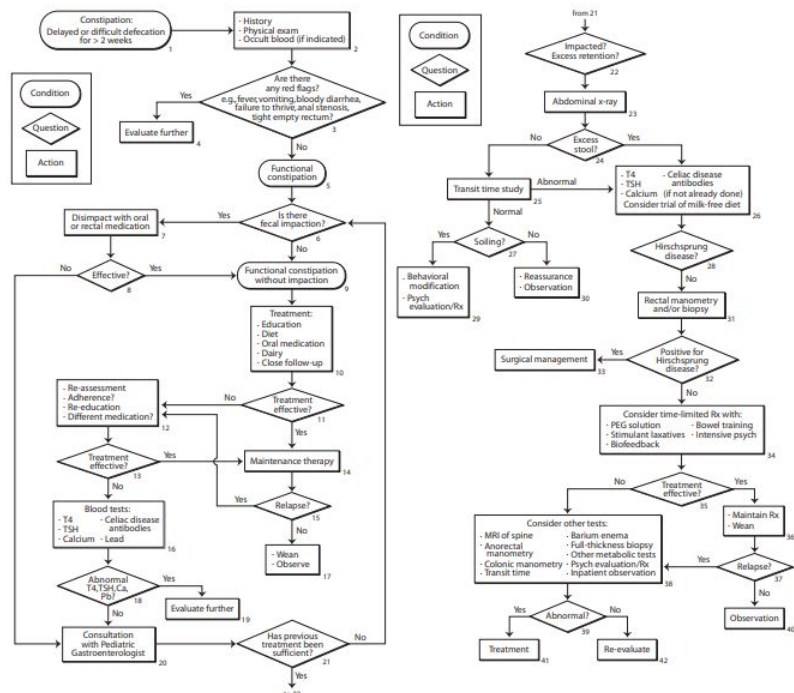 Constipation:
Delayed or difficult defecation
for > 2 weeks
1
- History
- Physical exam
- Occult blood (if indicated)
2
Condition
Question
Action
Are there
any red flags?
e.g., fever, vomiting, bloody diarrhea,
failure to thrive, anal stenosis,
tight empty rectum?
3
Yes
Evaluate further
4
No
Functional
constipation
5
Is there
fecal impaction?
6
Yes
Disimpact with oral
or rectal medication
7
No
Effective?
8
No
Yes
Functional constipation
without impaction
9
Treatment:
- Education
- Diet
- Oral medication
- Dairy
- Close follow-up
10
Treatment
effective?
11
No
Yes
- Re-assessment
- Adherence?
- Re-education
- Different medication?
12
Treatment
effective?
13
Yes
No
Maintenance therapy
14
Relapse?
15
Yes
No
Blood tests:
- T4
- TSH
- Calcium
- Celiac disease
antibodies
- Lead
16
- Wean
- Observe
17
Abnormal
T4,TSH,Ca,
Pb?
18
Yes
No
Evaluate further
19
Consultation
with Pediatric
Gastroenterologist
20
Has previous
treatment been
sufficient?
21
No
Yes
from 21
Condition
Question
Action
Impacted?
Excess retention?
22
Abdominal x-ray
23
Excess
stool?
24
No
Yes
Transit time study
25
Abnormal
Normal
- T4
- TSH
- Calcium
- Celiac disease
antibodies
(if not already done)
Consider trial of milk-free diet
26
Soiling?
27
Yes
No
Hirschsprung
disease?
28
No
- Behavioral
modification
- Psych
evaluation/Rx
29
- Reassurance
- Observation
30
Rectal manometry
and/or biopsy
31
Positive for
Hirschsprung
disease?
32
Yes
No
Surgical management
33
Consider time-limited Rx with:
- PEG solution
- Stimulant laxatives
- Biofeedback
- Bowel training
- Intensive psych
34
Treatment
effective?
35
No
Yes
- Maintain Rx
- Wean
36
Relapse?
37
Yes
No
Consider other tests:
- MRI of spine
- Anorectal
manometry
- Colonic manometry
- Transit time
- Barium enema
- Full-thickness biopsy
- Other metabolic tests
- Psych evaluation/Rx
- Inpatient observation
38
Abnormal?
39
Yes
No
Observation
40
Treatment
41
Re-evaluate
42